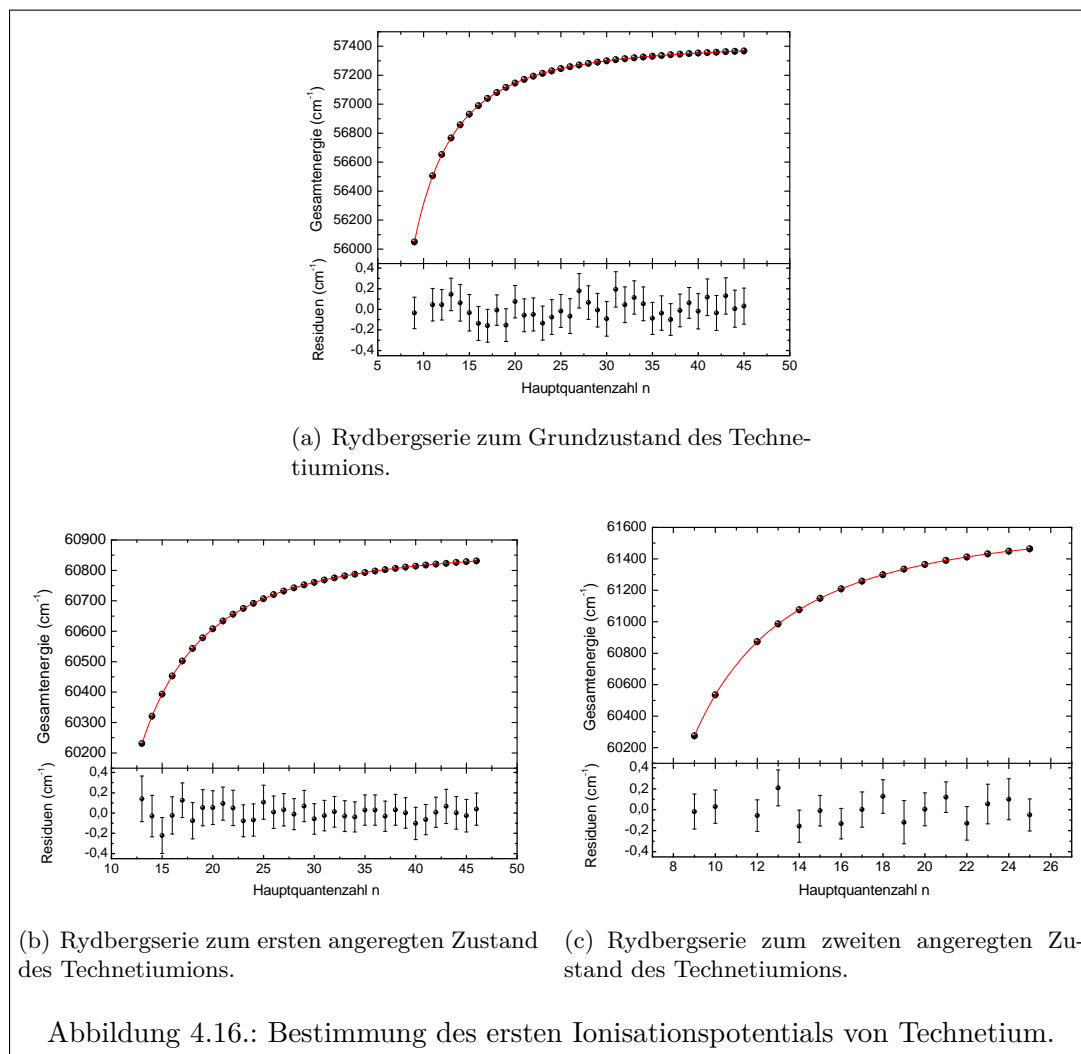 57400
57200
57000
56800
56600
56400
56200
56000
Gesamtenergie (cm⁻¹)
0,4
0,2
0,0
-0,2
-0,4
Residuen (cm⁻¹)
5 10 15 20 25 30 35 40 45 50
Hauptquantenzahl n
(a) Rydbergserie zum Grundzustand des Techne-
tiumions.
60900
60800
60700
60600
60500
60400
60300
60200
Gesamtenergie (cm⁻¹)
0,4
0,2
0,0
-0,2
-0,4
Residuen (cm⁻¹)
10 15 20 25 30 35 40 45 50
Hauptquantenzahl n
(b) Rydbergserie zum ersten angeregten Zustand
des Technetiumions.
61600
61400
61200
61000
60800
60600
60400
60200
Gesamtenergie (cm⁻¹)
0,4
0,2
0,0
-0,2
-0,4
Residuen (cm⁻¹)
8 10 12 14 16 18 20 22 24 26
Hauptquantenzahl n
(c) Rydbergserie zum zweiten angeregten Zu-
stand des Technetiumions.
Abbildung 4.16.: Bestimmung des ersten Ionisationspotentials von Technetium.